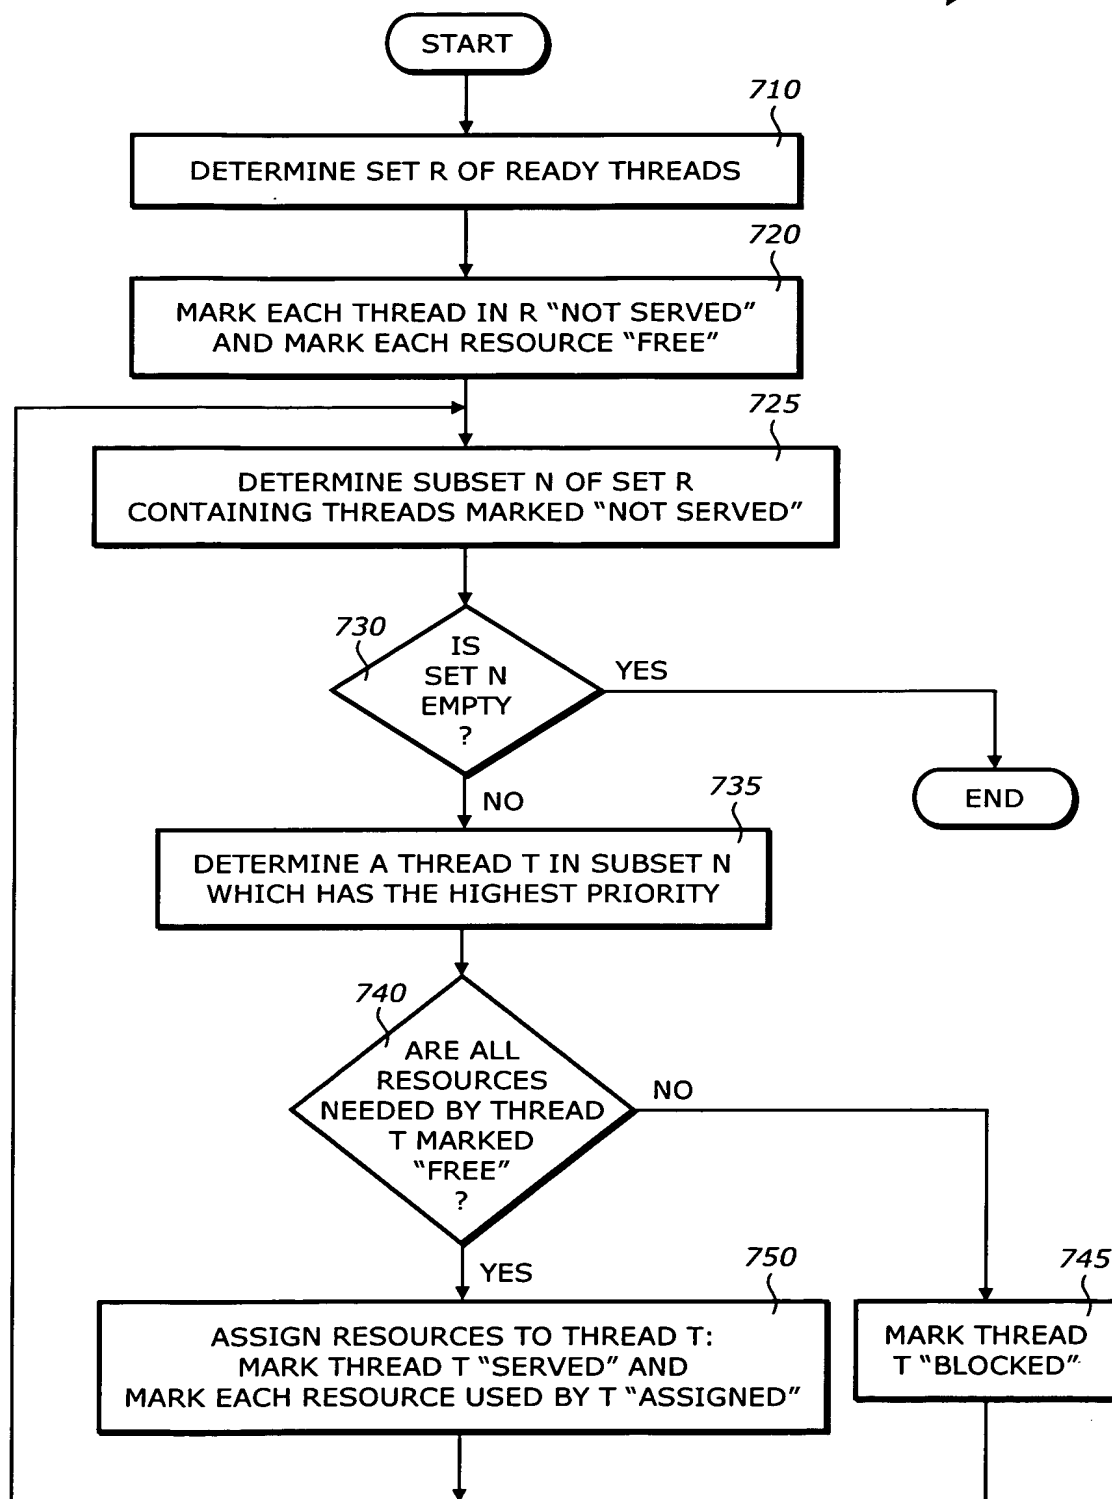 START
710
DETERMINE SET R OF READY THREADS
720
MARK EACH THREAD IN R “NOT SERVED”
AND MARK EACH RESOURCE “FREE”
725
DETERMINE SUBSET N OF SET R
CONTAINING THREADS MARKED “NOT SERVED”
730
IS
SET N
EMPTY
?
YES
END
NO
735
DETERMINE A THREAD T IN SUBSET N
WHICH HAS THE HIGHEST PRIORITY
740
ARE ALL
RESOURCES
NEEDED BY THREAD
T MARKED
“FREE”
?
NO
YES
750
ASSIGN RESOURCES TO THREAD T:
MARK THREAD T “SERVED” AND
MARK EACH RESOURCE USED BY T “ASSIGNED”
745
MARK THREAD
T “BLOCKED”